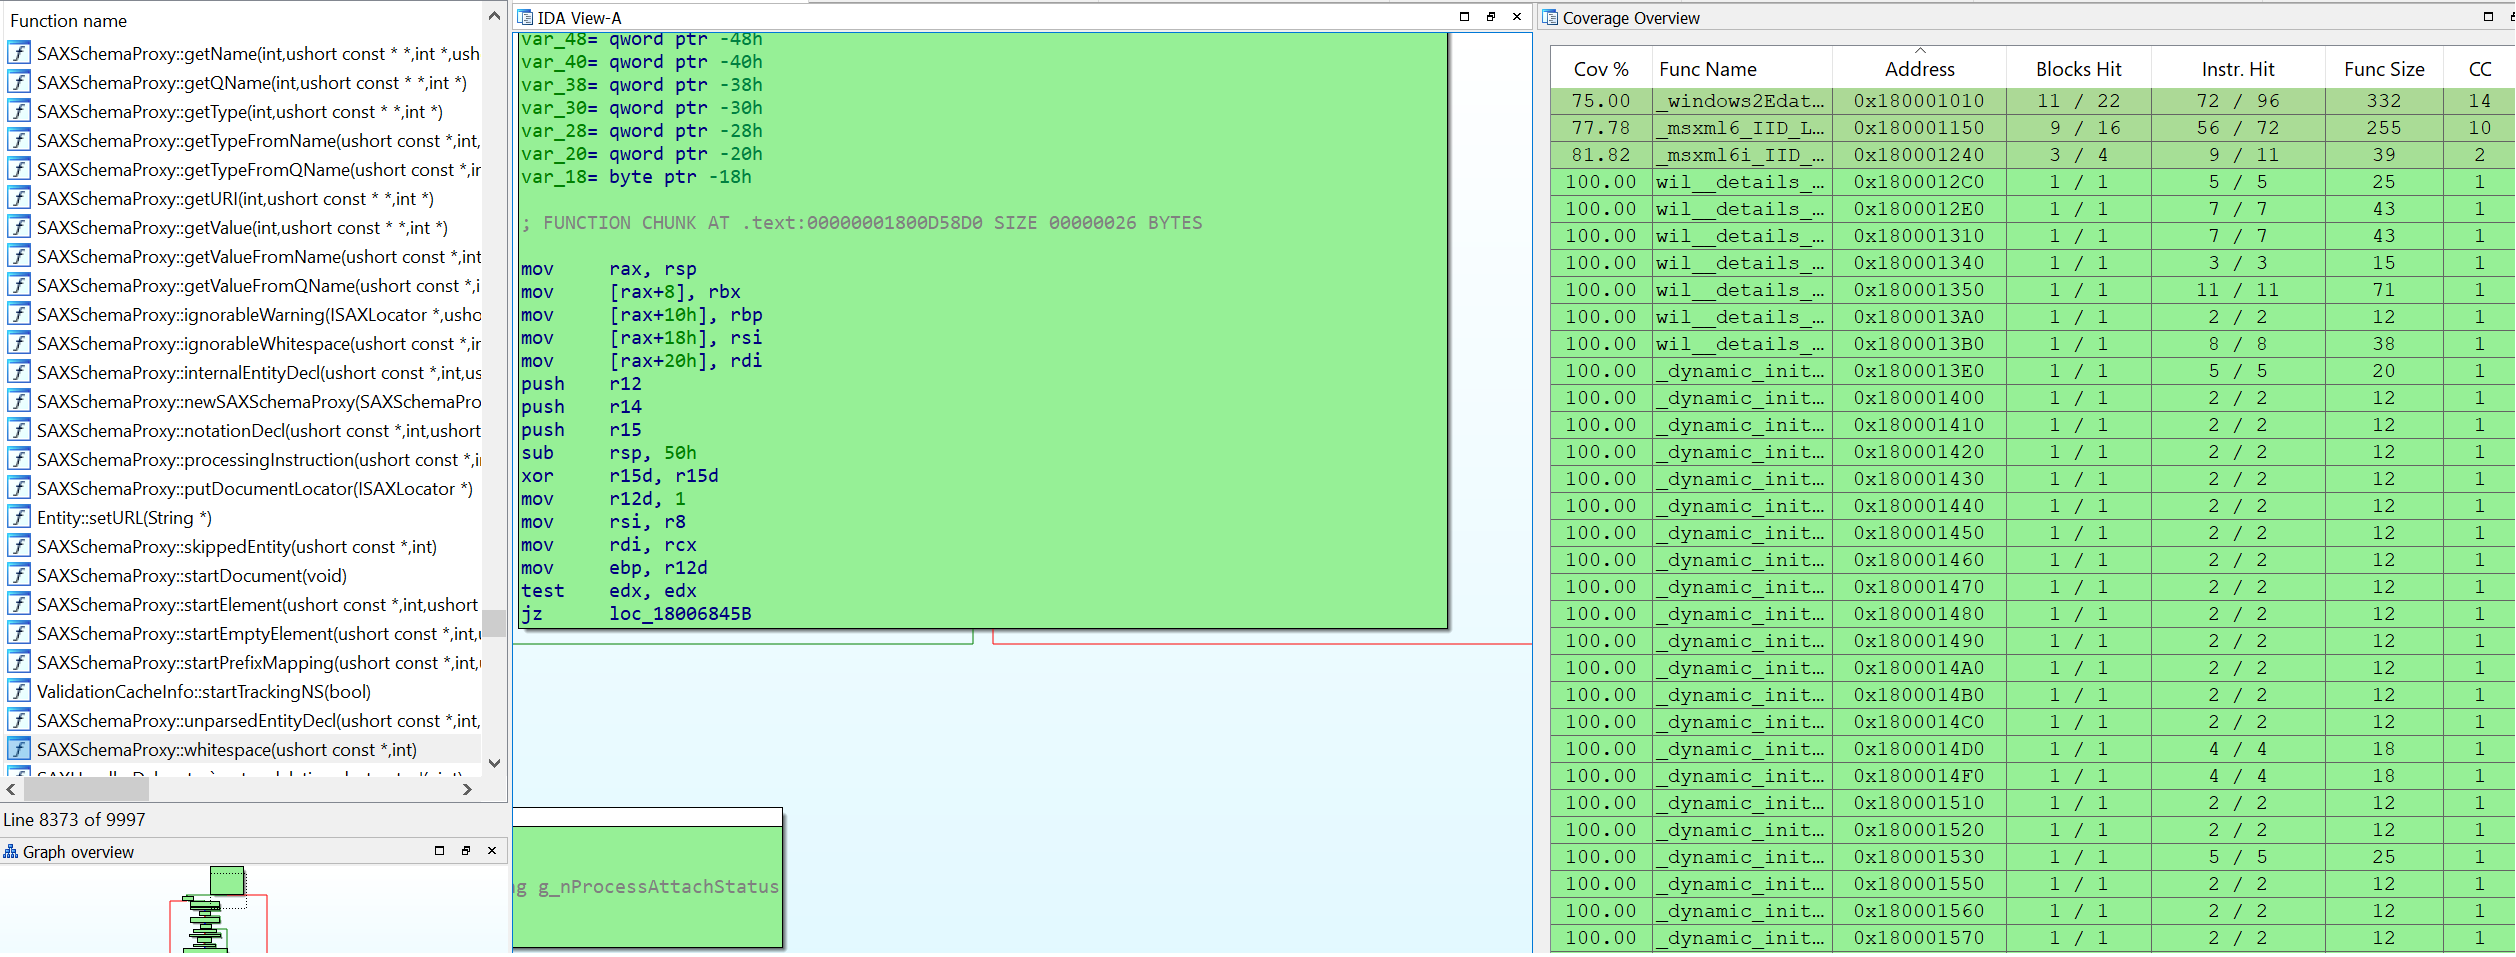 Function name
SAXSchemaProxy::getName(int,ushort const * *,int *,ush
SAXSchemaProxy::getQName(int,ushort const * *,int *)
SAXSchemaProxy::getType(int,ushort const * *,int *)
SAXSchemaProxy::getTypeFromName(ushort const *,int,
SAXSchemaProxy::getTypeFromQName(ushort const *,ir
SAXSchemaProxy::getURI(int,ushort const * *,int *)
SAXSchemaProxy::getValue(int,ushort const * *,int *)
SAXSchemaProxy::getValueFromName(ushort const *,int
SAXSchemaProxy::getValueFromQName(ushort const *,i
SAXSchemaProxy::ignorableWarning(ISAXLocator *,usho
SAXSchemaProxy::ignorableWhitespace(ushort const *,ir
SAXSchemaProxy::internalEntityDecl(ushort const *,int,us
SAXSchemaProxy::newSAXSchemaProxy(SAXSchemaPro
SAXSchemaProxy::notationDecl(ushort const *,int,ushort
SAXSchemaProxy::processingInstruction(ushort const *,i
SAXSchemaProxy::putDocumentLocator(ISAXLocator *)
Entity::setURL(String *)
SAXSchemaProxy::skippedEntity(ushort const *,int)
SAXSchemaProxy::startDocument(void)
SAXSchemaProxy::startElement(ushort const *,int,ushort
SAXSchemaProxy::startEmptyElement(ushort const *,int,
SAXSchemaProxy::startPrefixMapping(ushort const *,int,
ValidationCacheInfo::startTrackingNS(bool)
SAXSchemaProxy::unparsedEntityDecl(ushort const *,int,
SAXSchemaProxy::whitespace(ushort const *,int)
Line 8373 of 9997
Graph overview
IDA View-A
var_48= qword ptr -48h
var_40= qword ptr -40h
var_38= qword ptr -38h
var_30= qword ptr -30h
var_28= qword ptr -28h
var_20= qword ptr -20h
var_18= byte ptr -18h
; FUNCTION CHUNK AT .text:00000001800D58D0 SIZE 00000026 BYTES
mov rax, rsp
mov [rax+8], rbx
mov [rax+10h], rbp
mov [rax+18h], rsi
mov [rax+20h], rdi
push r12
push r14
push r15
sub rsp, 50h
xor r15d, r15d
mov r12d, 1
mov rsi, r8
mov rdi, rcx
mov ebp, r12d
test edx, edx
jz loc_18006845B
g g_nProcessAttachStatus
Coverage Overview
Cov % Func Name Address Blocks Hit Instr. Hit Func Size CC
75.00 _windows2Edat… 0x180001010 11 / 22 72 / 96 332 14
77.78 _msxml6_IID_L… 0x180001150 9 / 16 56 / 72 255 10
81.82 _msxml6i_IID_… 0x180001240 3 / 4 9 / 11 39 2
100.00 wil__details_… 0x1800012C0 1 / 1 5 / 5 25 1
100.00 wil__details_… 0x1800012E0 1 / 1 7 / 7 43 1
100.00 wil__details_… 0x180001310 1 / 1 7 / 7 43 1
100.00 wil__details_… 0x180001340 1 / 1 3 / 3 15 1
100.00 wil__details_… 0x180001350 1 / 1 11 / 11 71 1
100.00 wil__details_… 0x1800013A0 1 / 1 2 / 2 12 1
100.00 wil__details_… 0x1800013B0 1 / 1 8 / 8 38 1
100.00 _dynamic_init… 0x1800013E0 1 / 1 5 / 5 20 1
100.00 _dynamic_init… 0x180001400 1 / 1 2 / 2 12 1
100.00 _dynamic_init… 0x180001410 1 / 1 2 / 2 12 1
100.00 _dynamic_init… 0x180001420 1 / 1 2 / 2 12 1
100.00 _dynamic_init… 0x180001430 1 / 1 2 / 2 12 1
100.00 _dynamic_init… 0x180001440 1 / 1 2 / 2 12 1
100.00 _dynamic_init… 0x180001450 1 / 1 2 / 2 12 1
100.00 _dynamic_init… 0x180001460 1 / 1 2 / 2 12 1
100.00 _dynamic_init… 0x180001470 1 / 1 2 / 2 12 1
100.00 _dynamic_init… 0x180001480 1 / 1 2 / 2 12 1
100.00 _dynamic_init… 0x180001490 1 / 1 2 / 2 12 1
100.00 _dynamic_init… 0x1800014A0 1 / 1 2 / 2 12 1
100.00 _dynamic_init… 0x1800014B0 1 / 1 2 / 2 12 1
100.00 _dynamic_init… 0x1800014C0 1 / 1 2 / 2 12 1
100.00 _dynamic_init… 0x1800014D0 1 / 1 4 / 4 18 1
100.00 _dynamic_init… 0x1800014F0 1 / 1 4 / 4 18 1
100.00 _dynamic_init… 0x180001510 1 / 1 2 / 2 12 1
100.00 _dynamic_init… 0x180001520 1 / 1 2 / 2 12 1
100.00 _dynamic_init… 0x180001530 1 / 1 5 / 5 25 1
100.00 _dynamic_init… 0x180001550 1 / 1 2 / 2 12 1
100.00 _dynamic_init… 0x180001560 1 / 1 2 / 2 12 1
100.00 _dynamic_init… 0x180001570 1 / 1 2 / 2 12 1